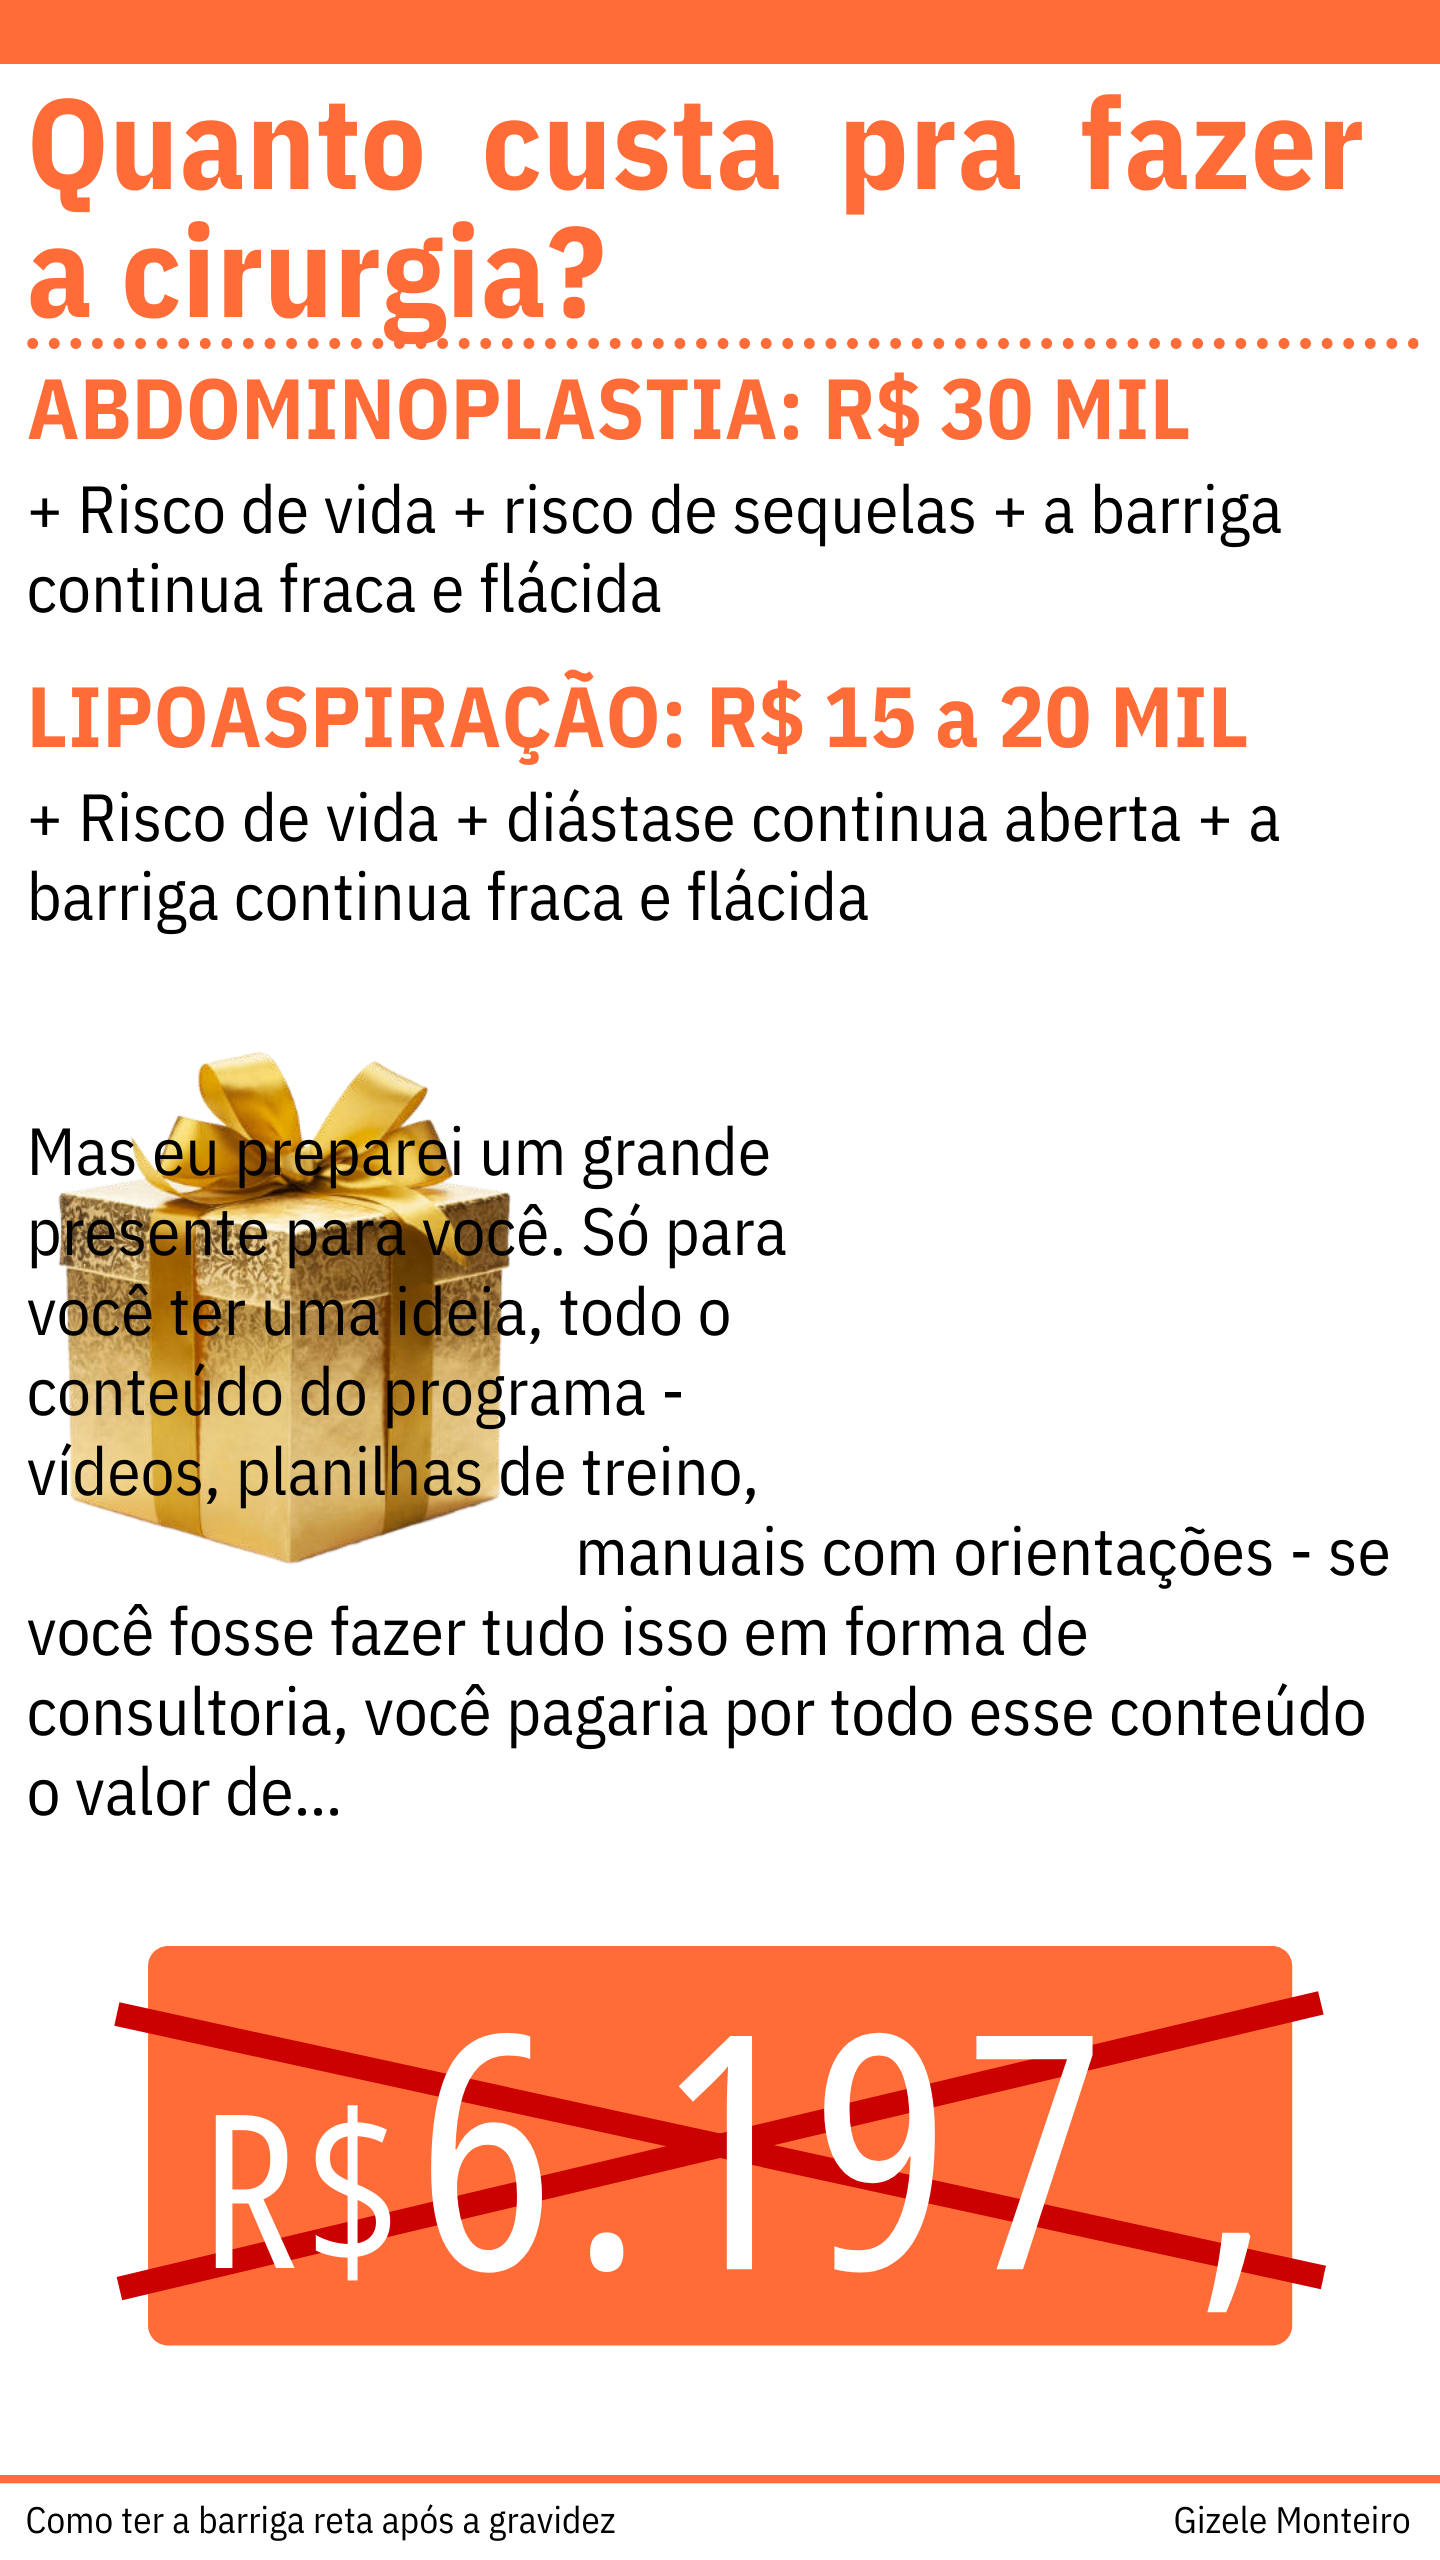 Quanto custa pra fazer
a cirurgia?
ABDOMINOPLASTIA: R$ 30 MIL
+ Risco de vida + risco de sequelas + a barriga
continua fraca e flácida
LIPOASPIRAÇÃO: R$ 15 a 20 MIL
+ Risco de vida + diástase continua aberta + a
barriga continua fraca e flácida
Mas eu preparei um grande
presente para você. Só para
você ter uma ideia, todo o
conteúdo do programa -
vídeos, planilhas de treino,
manuais com orientações - se
você fosse fazer tudo isso em forma de
consultoria, você pagaria por todo esse conteúdo
o valor de...
R$6.197,
Como ter a barriga reta após a gravidez
Gizele Monteiro